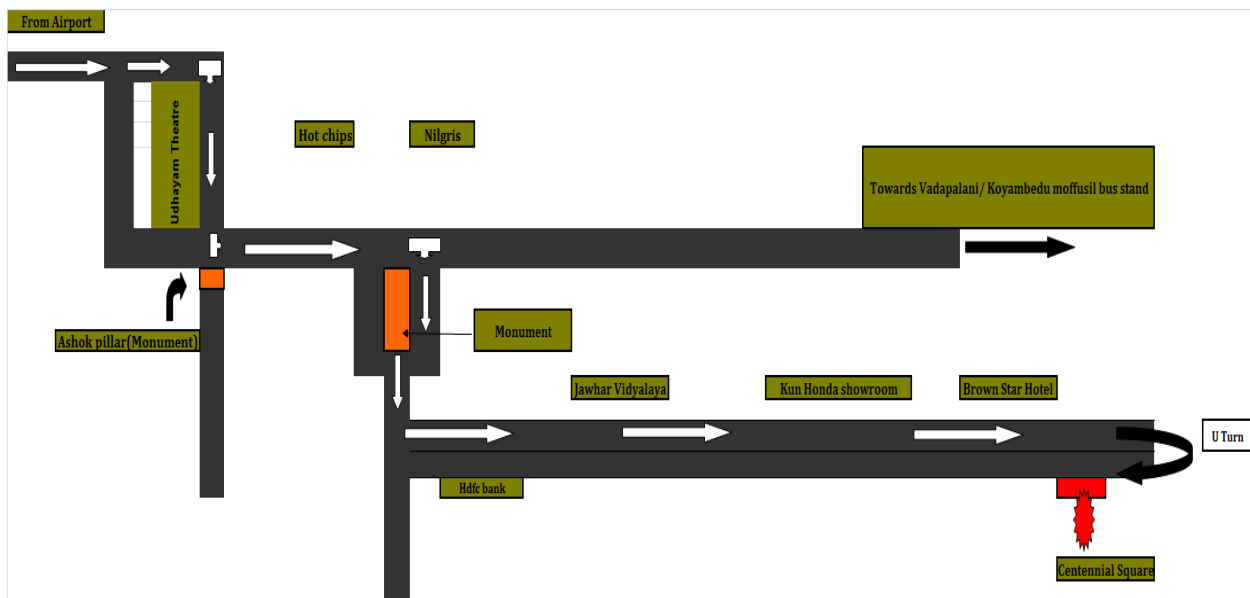 From Airport
Udhayam Theatre
Hot chips
Nilgris
Towards Vadapalani/ Koyambedu moffusil bus stand
Ashok pillar(Monument)
Monument
Jawhar Vidyalaya
Kun Honda showroom
Brown Star Hotel
U Turn
Hdfc bank
Centennial Square